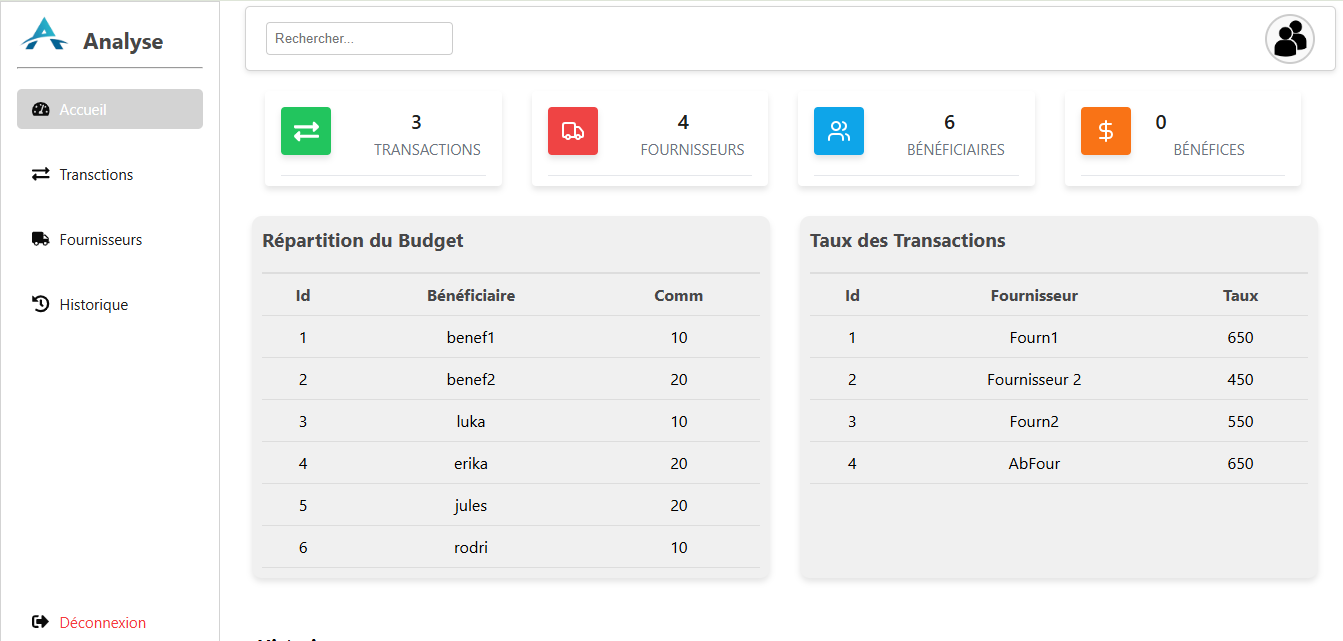 Analyse
Accueil
Transctions
Fournisseurs
Historique
Déconnexion
Rechercher...
3
TRANSACTIONS
4
FOURNISSEURS
6
BÉNÉFICIAIRES
0
BÉNÉFICES
Répartition du Budget
Id Bénéficiaire Comm
1 benef1 10
2 benef2 20
3 luka 10
4 erika 20
5 jules 20
6 rodri 10
Taux des Transactions
Id Fournisseur Taux
1 Fourn1 650
2 Fournisseur 2 450
3 Fourn2 550
4 AbFour 650